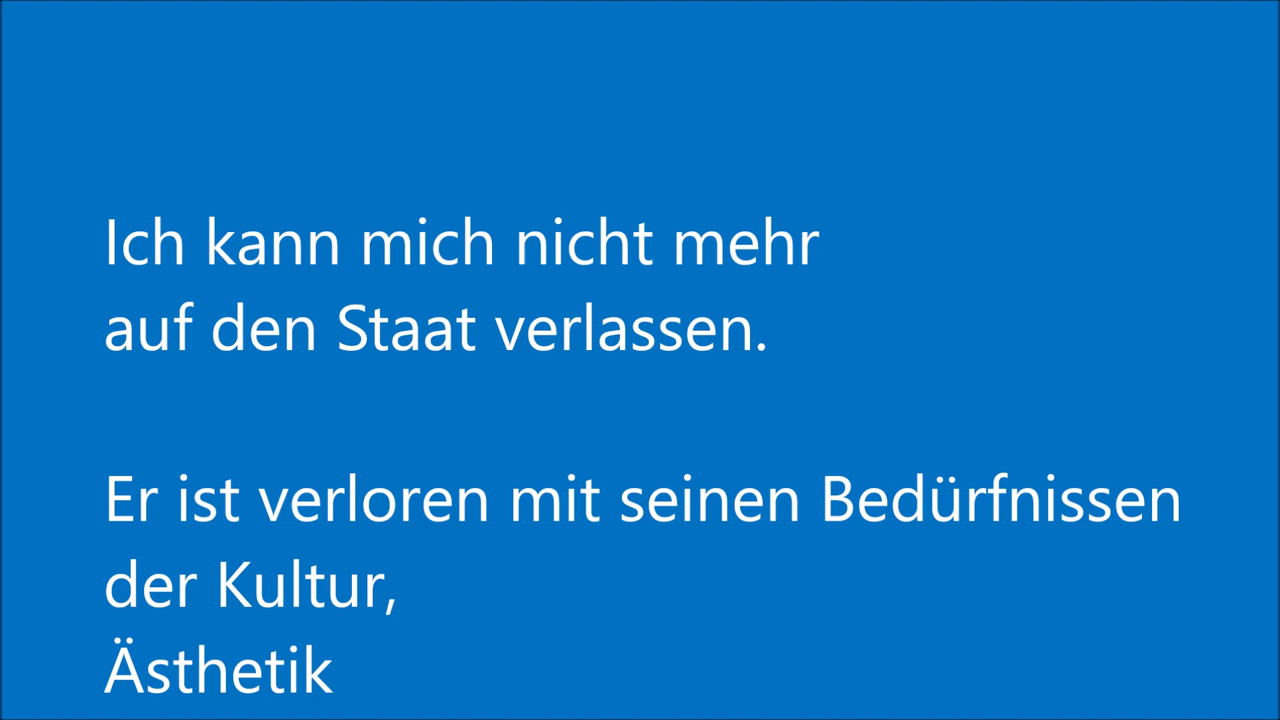 Ich kann mich nicht mehr
auf den Staat verlassen.
Er ist verloren mit seinen Bedürfnissen
der Kultur,
Ästhetik